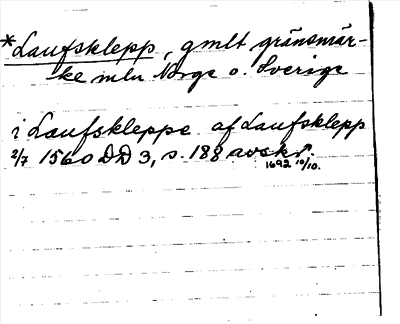 *Laufsklepp, gmlt gränsmär-
ke mln Norge o. Sverige
i Laufskleppe af Laufsklepp
2/7 1560 DD 3, s. 188 avskr.
1692 10/10.